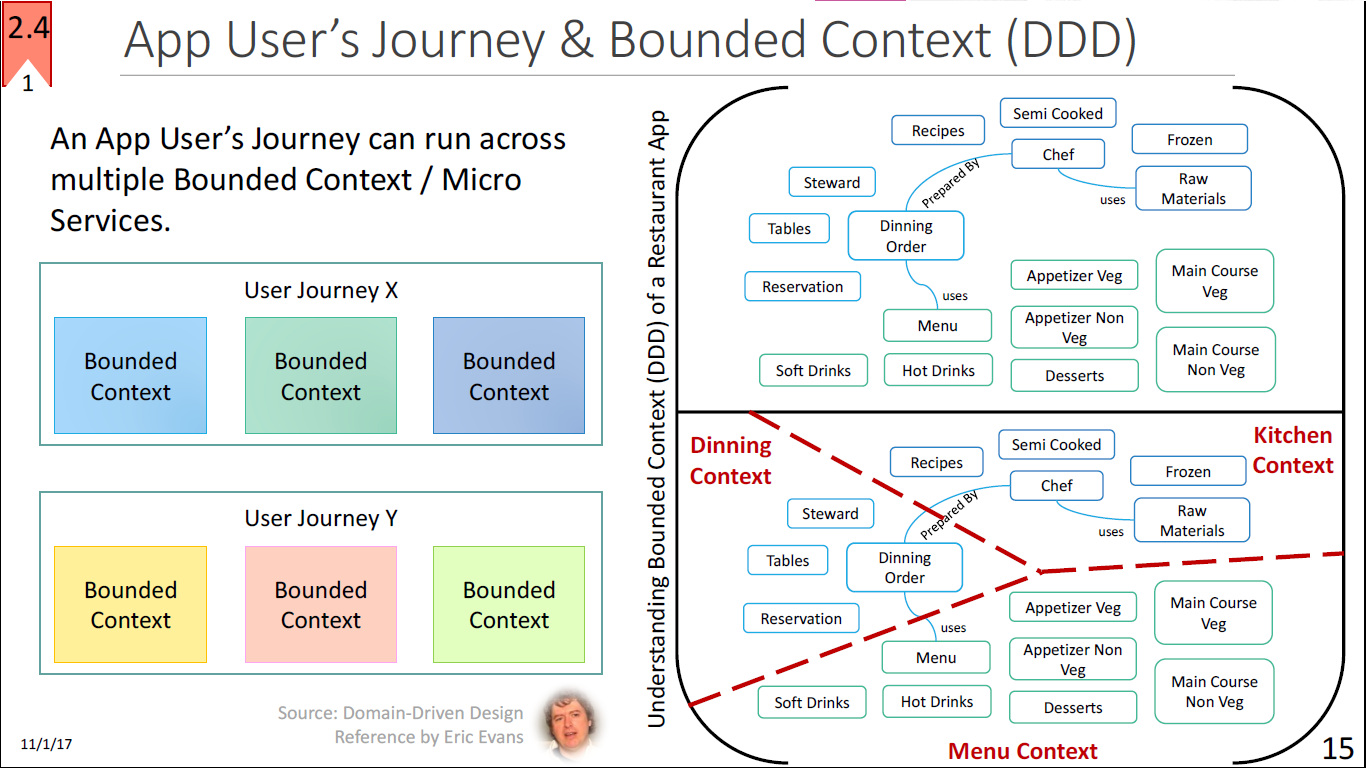 2.4
1
App User’s Journey & Bounded Context (DDD)
An App User’s Journey can run across
multiple Bounded Context / Micro
Services.
User Journey X
Bounded
Context
Bounded
Context
Bounded
Context
User Journey Y
Bounded
Context
Bounded
Context
Bounded
Context
Source: Domain-Driven Design
Reference by Eric Evans
11/1/17
Understanding Bounded Context (DDD) of a Restaurant App
Semi Cooked
Recipes
Frozen
Chef
Prepared By
Steward
uses
Raw
Materials
Tables
Dinning
Order
Reservation
uses
Appetizer Veg
Main Course
Veg
Menu
Appetizer Non
Veg
Main Course
Non Veg
Soft Drinks
Hot Drinks
Desserts
Dinning
Context
Kitchen
Context
Semi Cooked
Recipes
Frozen
Chef
Prepared By
Steward
uses
Raw
Materials
Tables
Dinning
Order
Reservation
uses
Appetizer Veg
Main Course
Veg
Menu
Appetizer Non
Veg
Main Course
Non Veg
Soft Drinks
Hot Drinks
Desserts
Menu Context
15